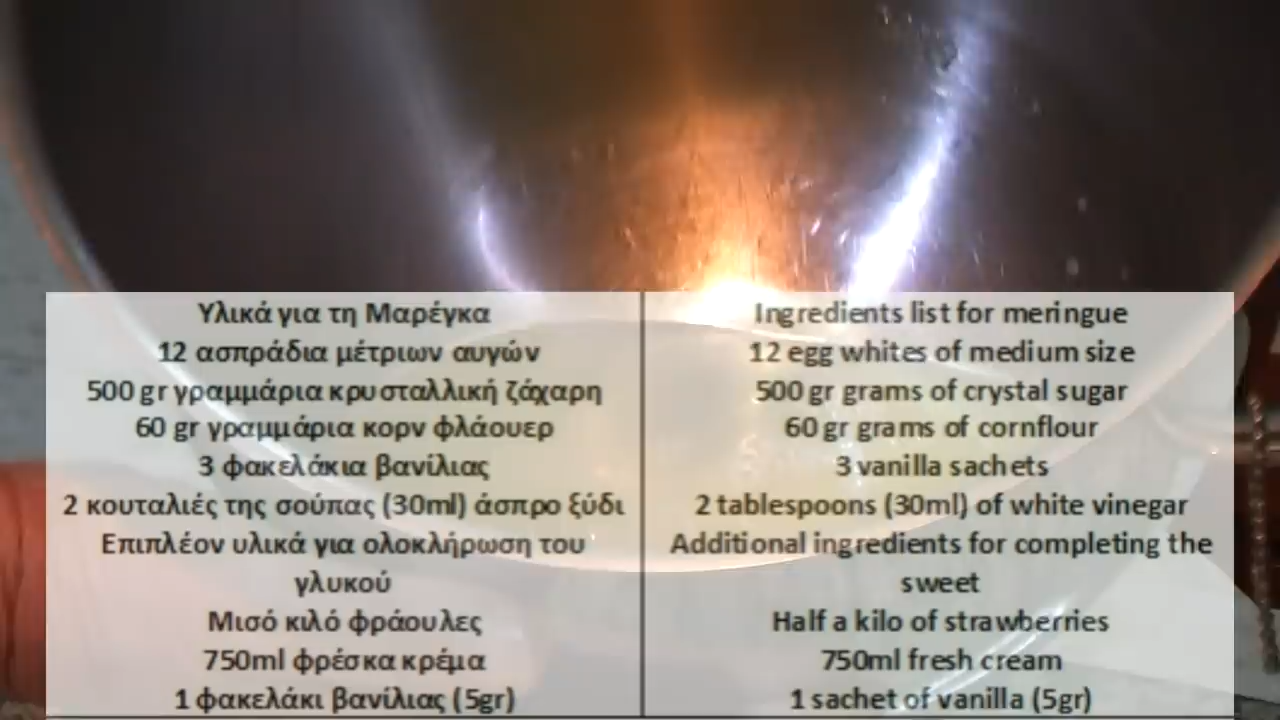 Υλικά για τη Μαρέγκα
12 ασπράδια μέτριων αυγών
500 gr γραμμάρια κρυσταλλική ζάχαρη
60 gr γραμμάρια κορν φλάουερ
3 φακελάκια βανίλιας
2 κουταλιές της σούπας (30ml) άσπρο ξύδι
Επιπλέον υλικά για ολοκλήρωση του
γλυκού
Μισό κιλό φράουλες
750ml φρέσκα κρέμα
1 φακελάκι βανίλιας (5gr)
Ingredients list for meringue
12 egg whites of medium size
500 gr grams of crystal sugar
60 gr grams of cornflour
3 vanilla sachets
2 tablespoons (30ml) of white vinegar
Additional ingredients for completing the
sweet
Half a kilo of strawberries
750ml fresh cream
1 sachet of vanilla (5gr)